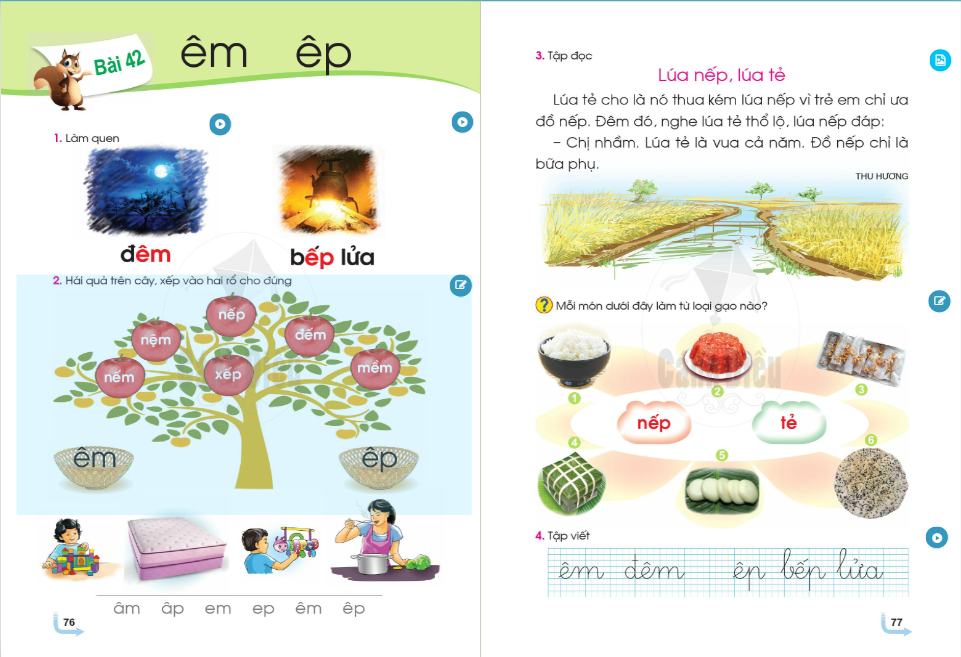 Bài 42
êm êp
1. Làm quen
đêm
bếp lửa
2. Hái quả trên cây, xếp vào hai rổ cho đúng
nếp
nệm
đếm
nếm
xếp
mềm
êm
êp
âm âp em ep êm êp
76
3. Tập đọc
Lúa nếp, lúa tẻ
Lúa tẻ cho là nó thua kém lúa nếp vì trẻ em chỉ ưa
đồ nếp. Đêm đó, nghe lúa tẻ thổ lộ, lúa nếp đáp:
– Chị nhầm. Lúa tẻ là vua cả năm. Đồ nếp chỉ là
bữa phụ.
THU HƯƠNG
? Mỗi món dưới đây làm từ loại gạo nào?
1
2
3
nếp
tẻ
4
5
6
Cánh Diều
4. Tập viết
êm đêm êp bếp lửa
77